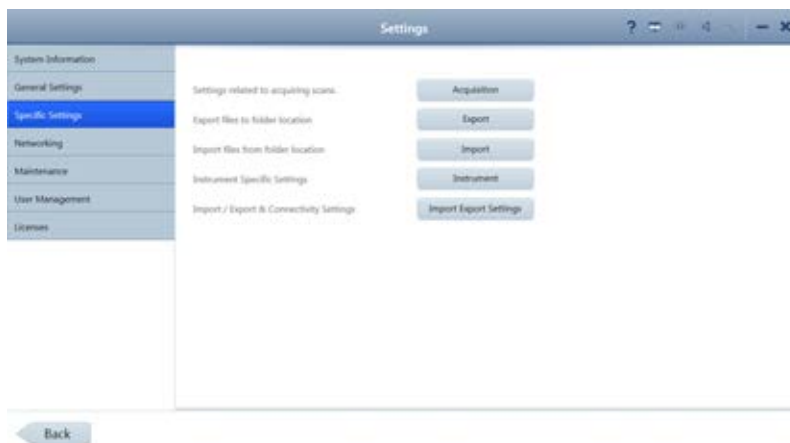 Settings
?
System Information
General Settings
Settings related to acquiring scans. Acquisition
Specific Settings
Export files to folder location Export
Networking
Import files from folder location Import
Maintenance
Instrument Specific Settings Instrument
User Management
Import / Export & Connectivity Settings Import Export Settings
Licenses
Back